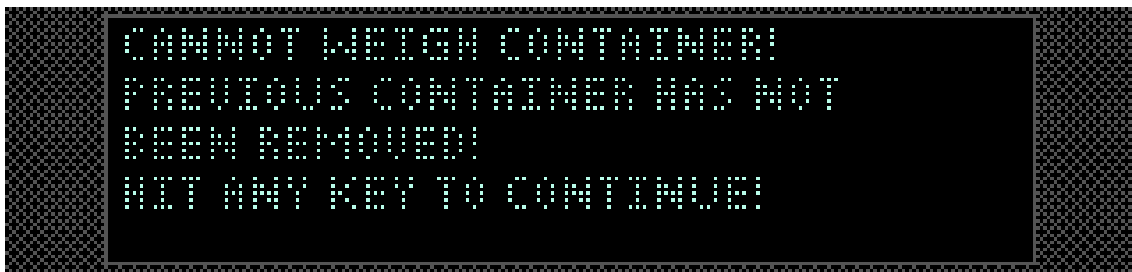 CANNOT WEIGH CONTAINER!
PREVIOUS CONTAINER HAS NOT
BEEN REMOVED!
HIT ANY KEY TO CONTINUE!